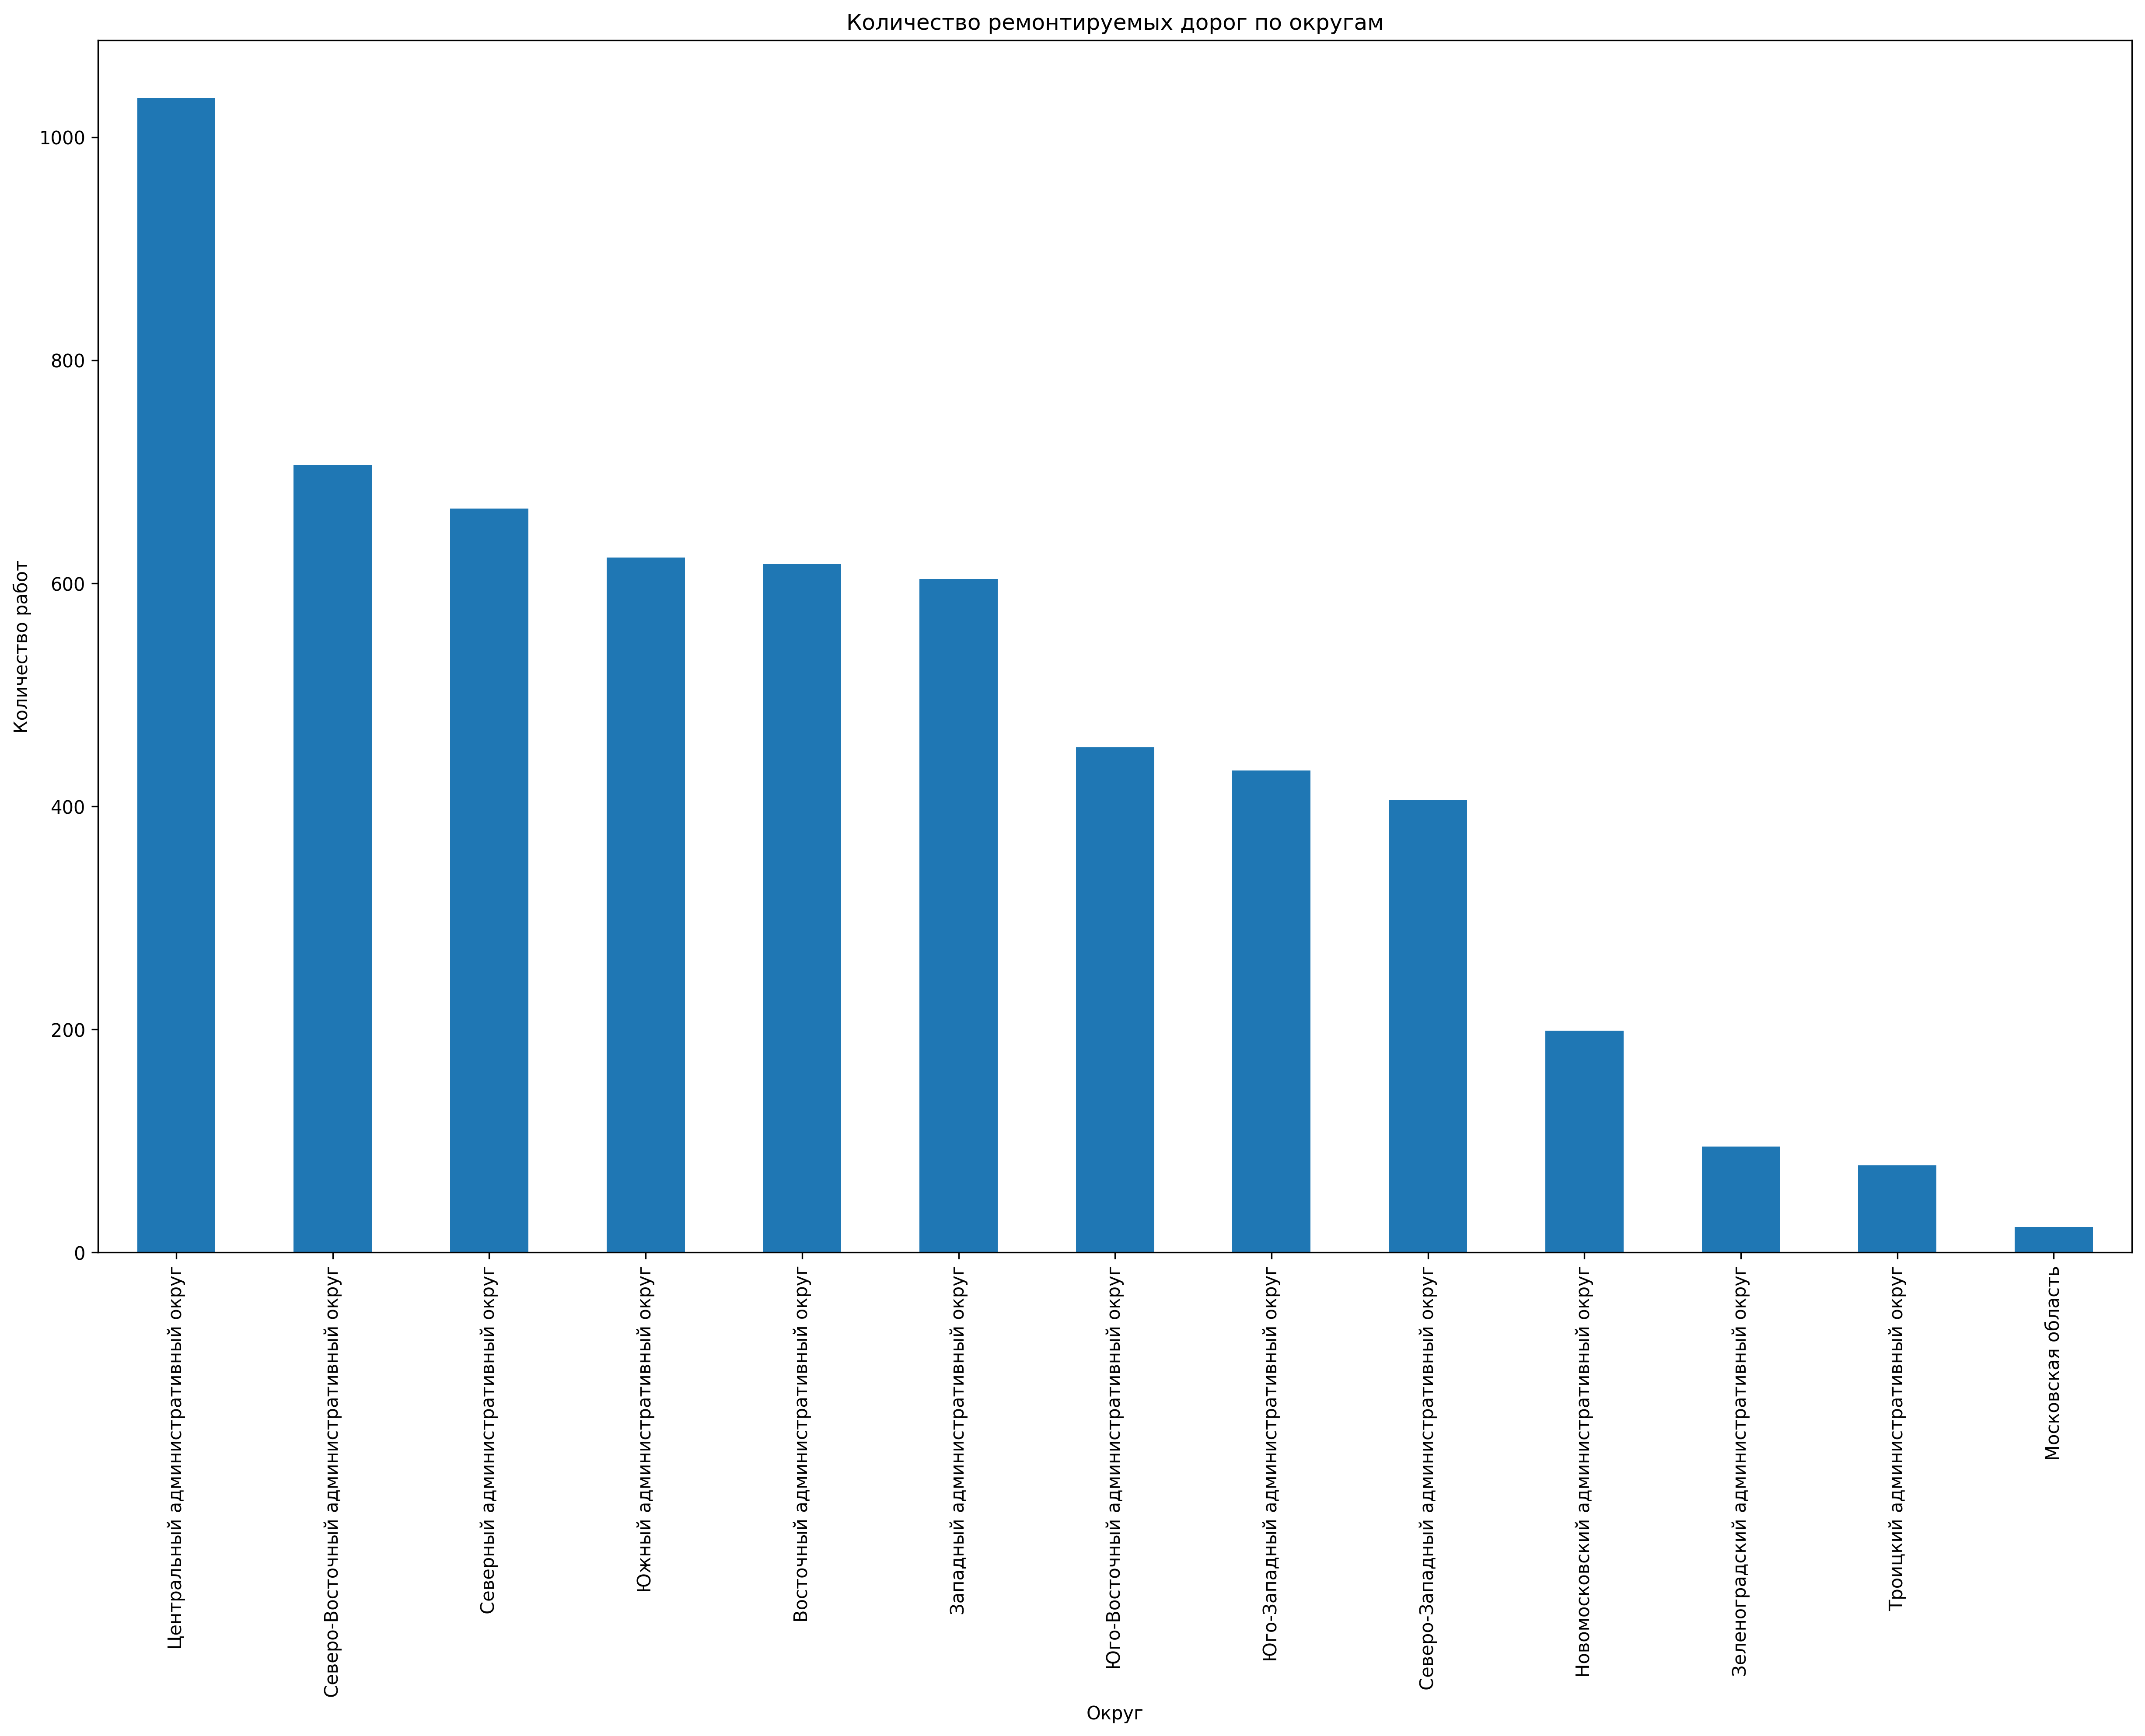 Количество ремонтируемых дорог по округам
Количество работ
1000
800
600
400
200
0
Центральный административный округ
Северо-Восточный административный округ
Северный административный округ
Южный административный округ
Восточный административный округ
Западный административный округ
Юго-Восточный административный округ
Юго-Западный административный округ
Северо-Западный административный округ
Новомосковский административный округ
Зеленоградский административный округ
Троицкий административный округ
Московская область
Округ